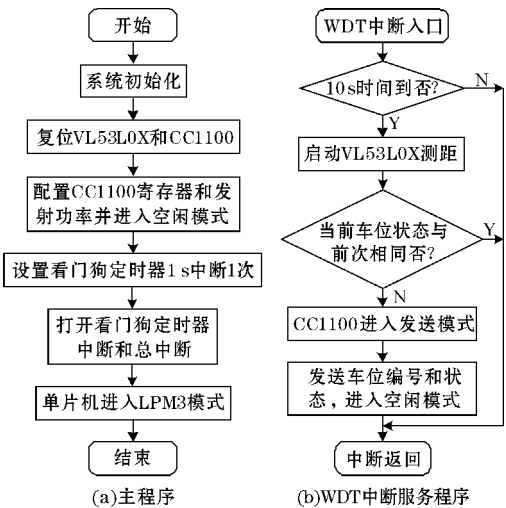 开始
系统初始化
复位VL53L0X和CC1100
配置CC1100寄存器和发
射功率并进入空闲模式
设置看门狗定时器1 s中断1次
打开看门狗定时器
中断和总中断
单片机进入LPM3模式
结束
(a)主程序
WDT中断入口
10s时间到否?
N
Y
启动VL53L0X测距
当前车位状态与
前次相同否?
Y
N
CC1100进入发送模式
发送车位编号和状
态,进入空闲模式
中断返回
(b)WDT中断服务程序